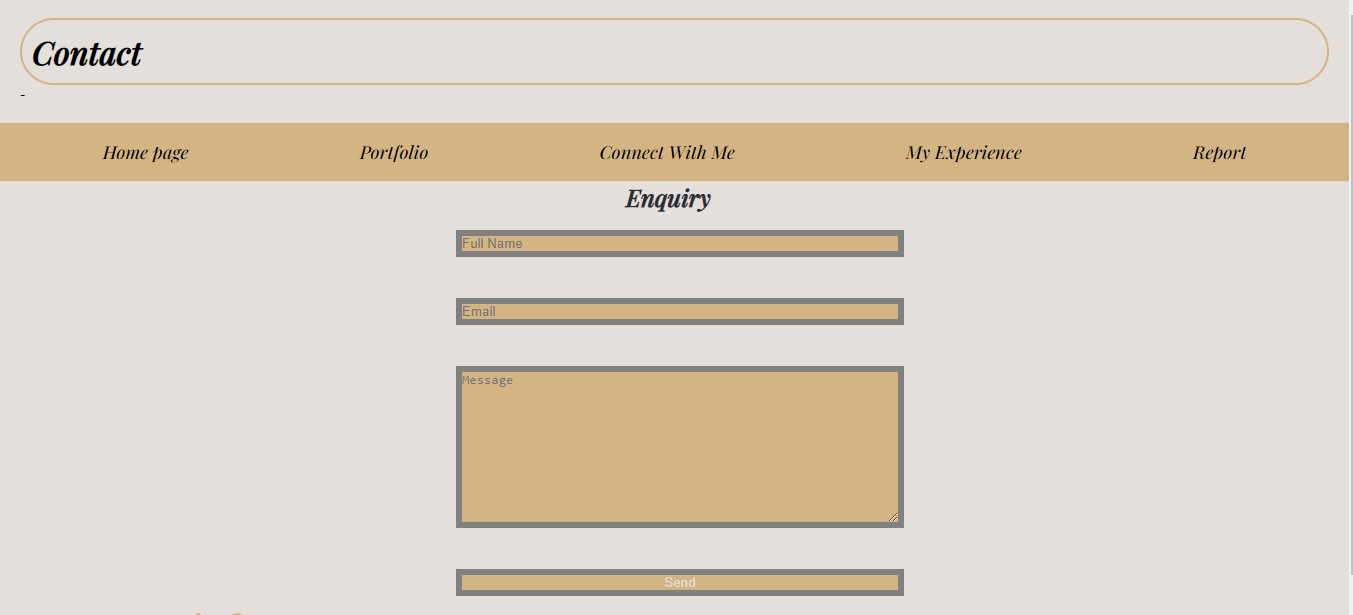 Contact
-
Home page Portfolio Connect With Me My Experience Report
Enquiry
Full Name
Email
Message
Send